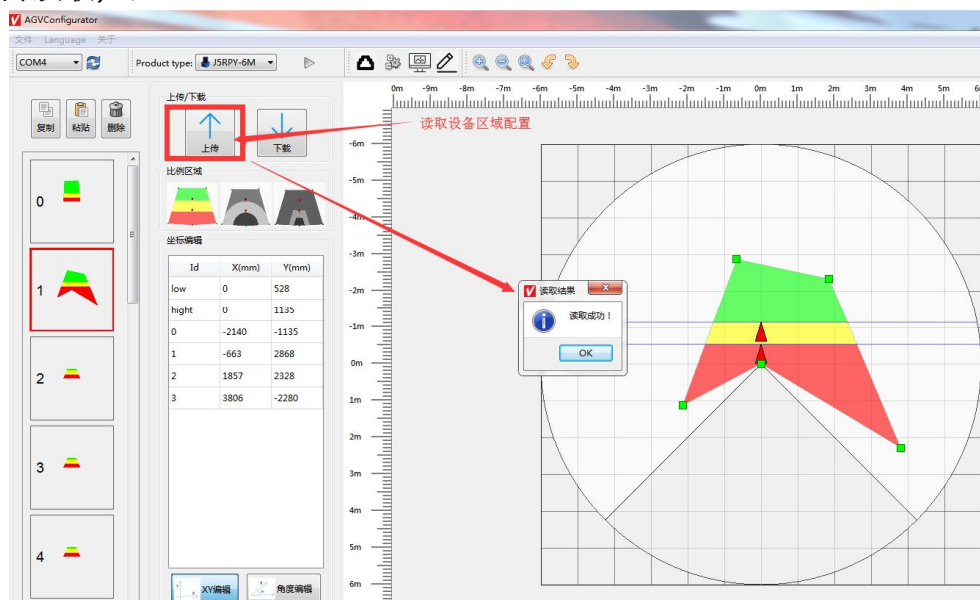 AGVConfigurator
文件 Language 关于
COM4 Product type: J5RPY-6M
复制 粘贴 删除
0
1
2
3
4
上传/下载
上传 下载
比例区域
坐标编辑
Id X(mm) Y(mm)
low 0 528
hight 0 1135
0 -2140 -1135
1 -663 2868
2 1857 2328
3 3806 -2280
XY编辑 角度编辑
读取设备区域配置
0m -9m -8m -7m -6m -5m -4m -3m -2m -1m 0m 1m 2m 3m 4m 5m
-6m
-5m
-4m
-3m
-2m
-1m
0m
1m
2m
3m
4m
5m
6m
读取结果
读取成功！
OK